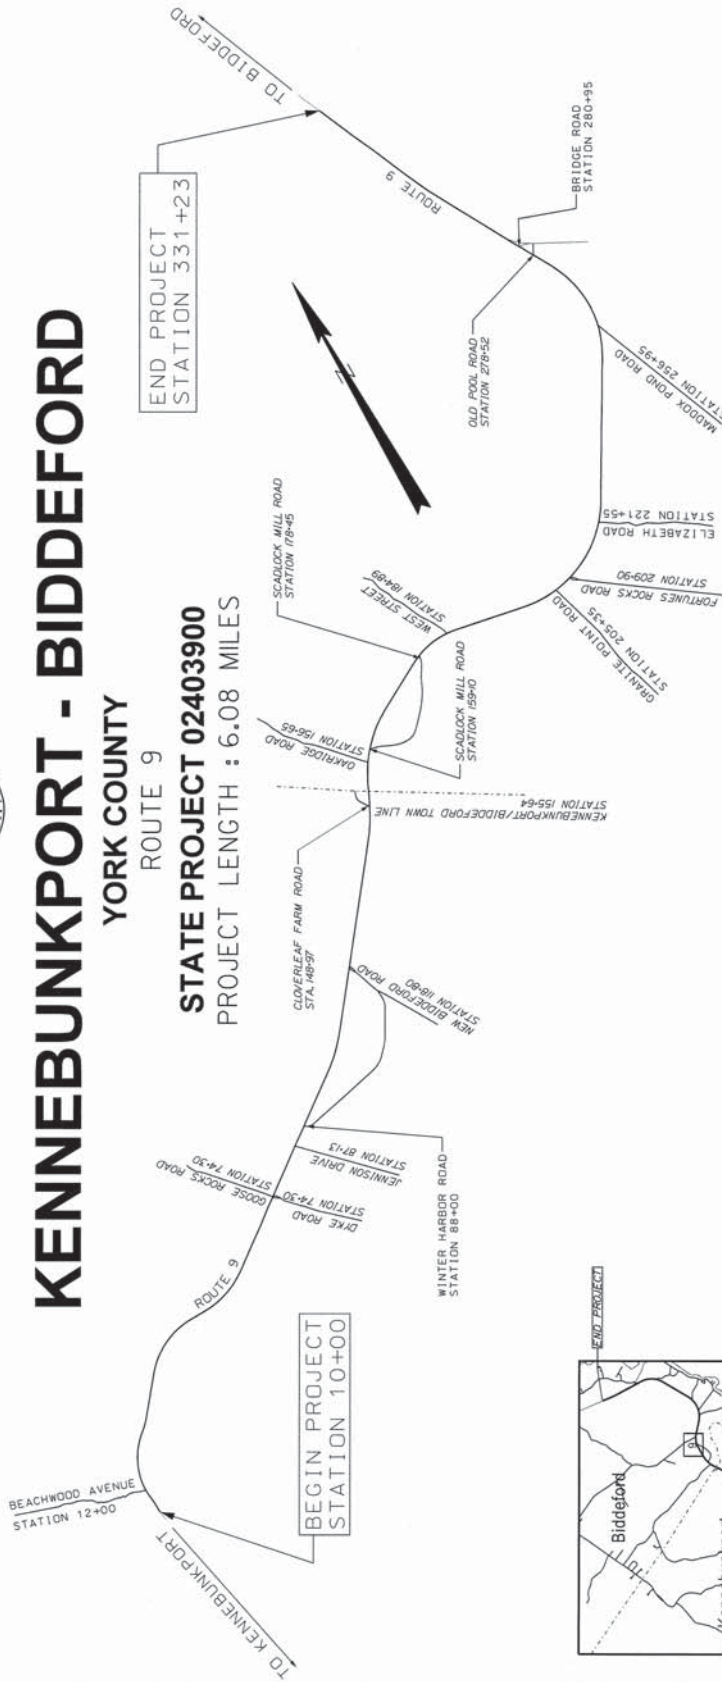 KENNEBUNKPORT - BIDDEFORD
YORK COUNTY
ROUTE 9
STATE PROJECT 02403900
PROJECT LENGTH : 6.08 MILES
TO BIDDEFORD
END PROJECT
STATION 331+23
ROUTE 9
BRIDGE ROAD
STATION 280+95
OLD POOL ROAD
STATION 278+52
MADDOX POND ROAD
STATION 256+95
ELIZABETH ROAD
STATION 221+55
FORTUNES ROCKS ROAD
STATION 209+90
GRANITE POINT ROAD
STATION 205+35
WEST STREET
STATION 184+89
SCADLOCK MILL ROAD
STATION 178+45
SCADLOCK MILL ROAD
STATION 159+10
OAKRIDGE ROAD
STATION 156+65
KENNEBUNKPORT/BIDDEFORD TOWN LINE
STATION 155+64
CLOVERLEAF FARM ROAD
STA. 148+97
NEW BIDDEFORD ROAD
STATION 118+80
WINTER HARBOR ROAD
STATION 88+00
JENNISON DRIVE
STATION 87+13
GOOSE ROCKS ROAD
STATION 74+30
DYKE ROAD
STATION 74+30
ROUTE 9
BEGIN PROJECT
STATION 10+00
BEACHWOOD AVENUE
STATION 12+00
TO KENNEBUNKPORT
END PROJECT
Biddeford
9